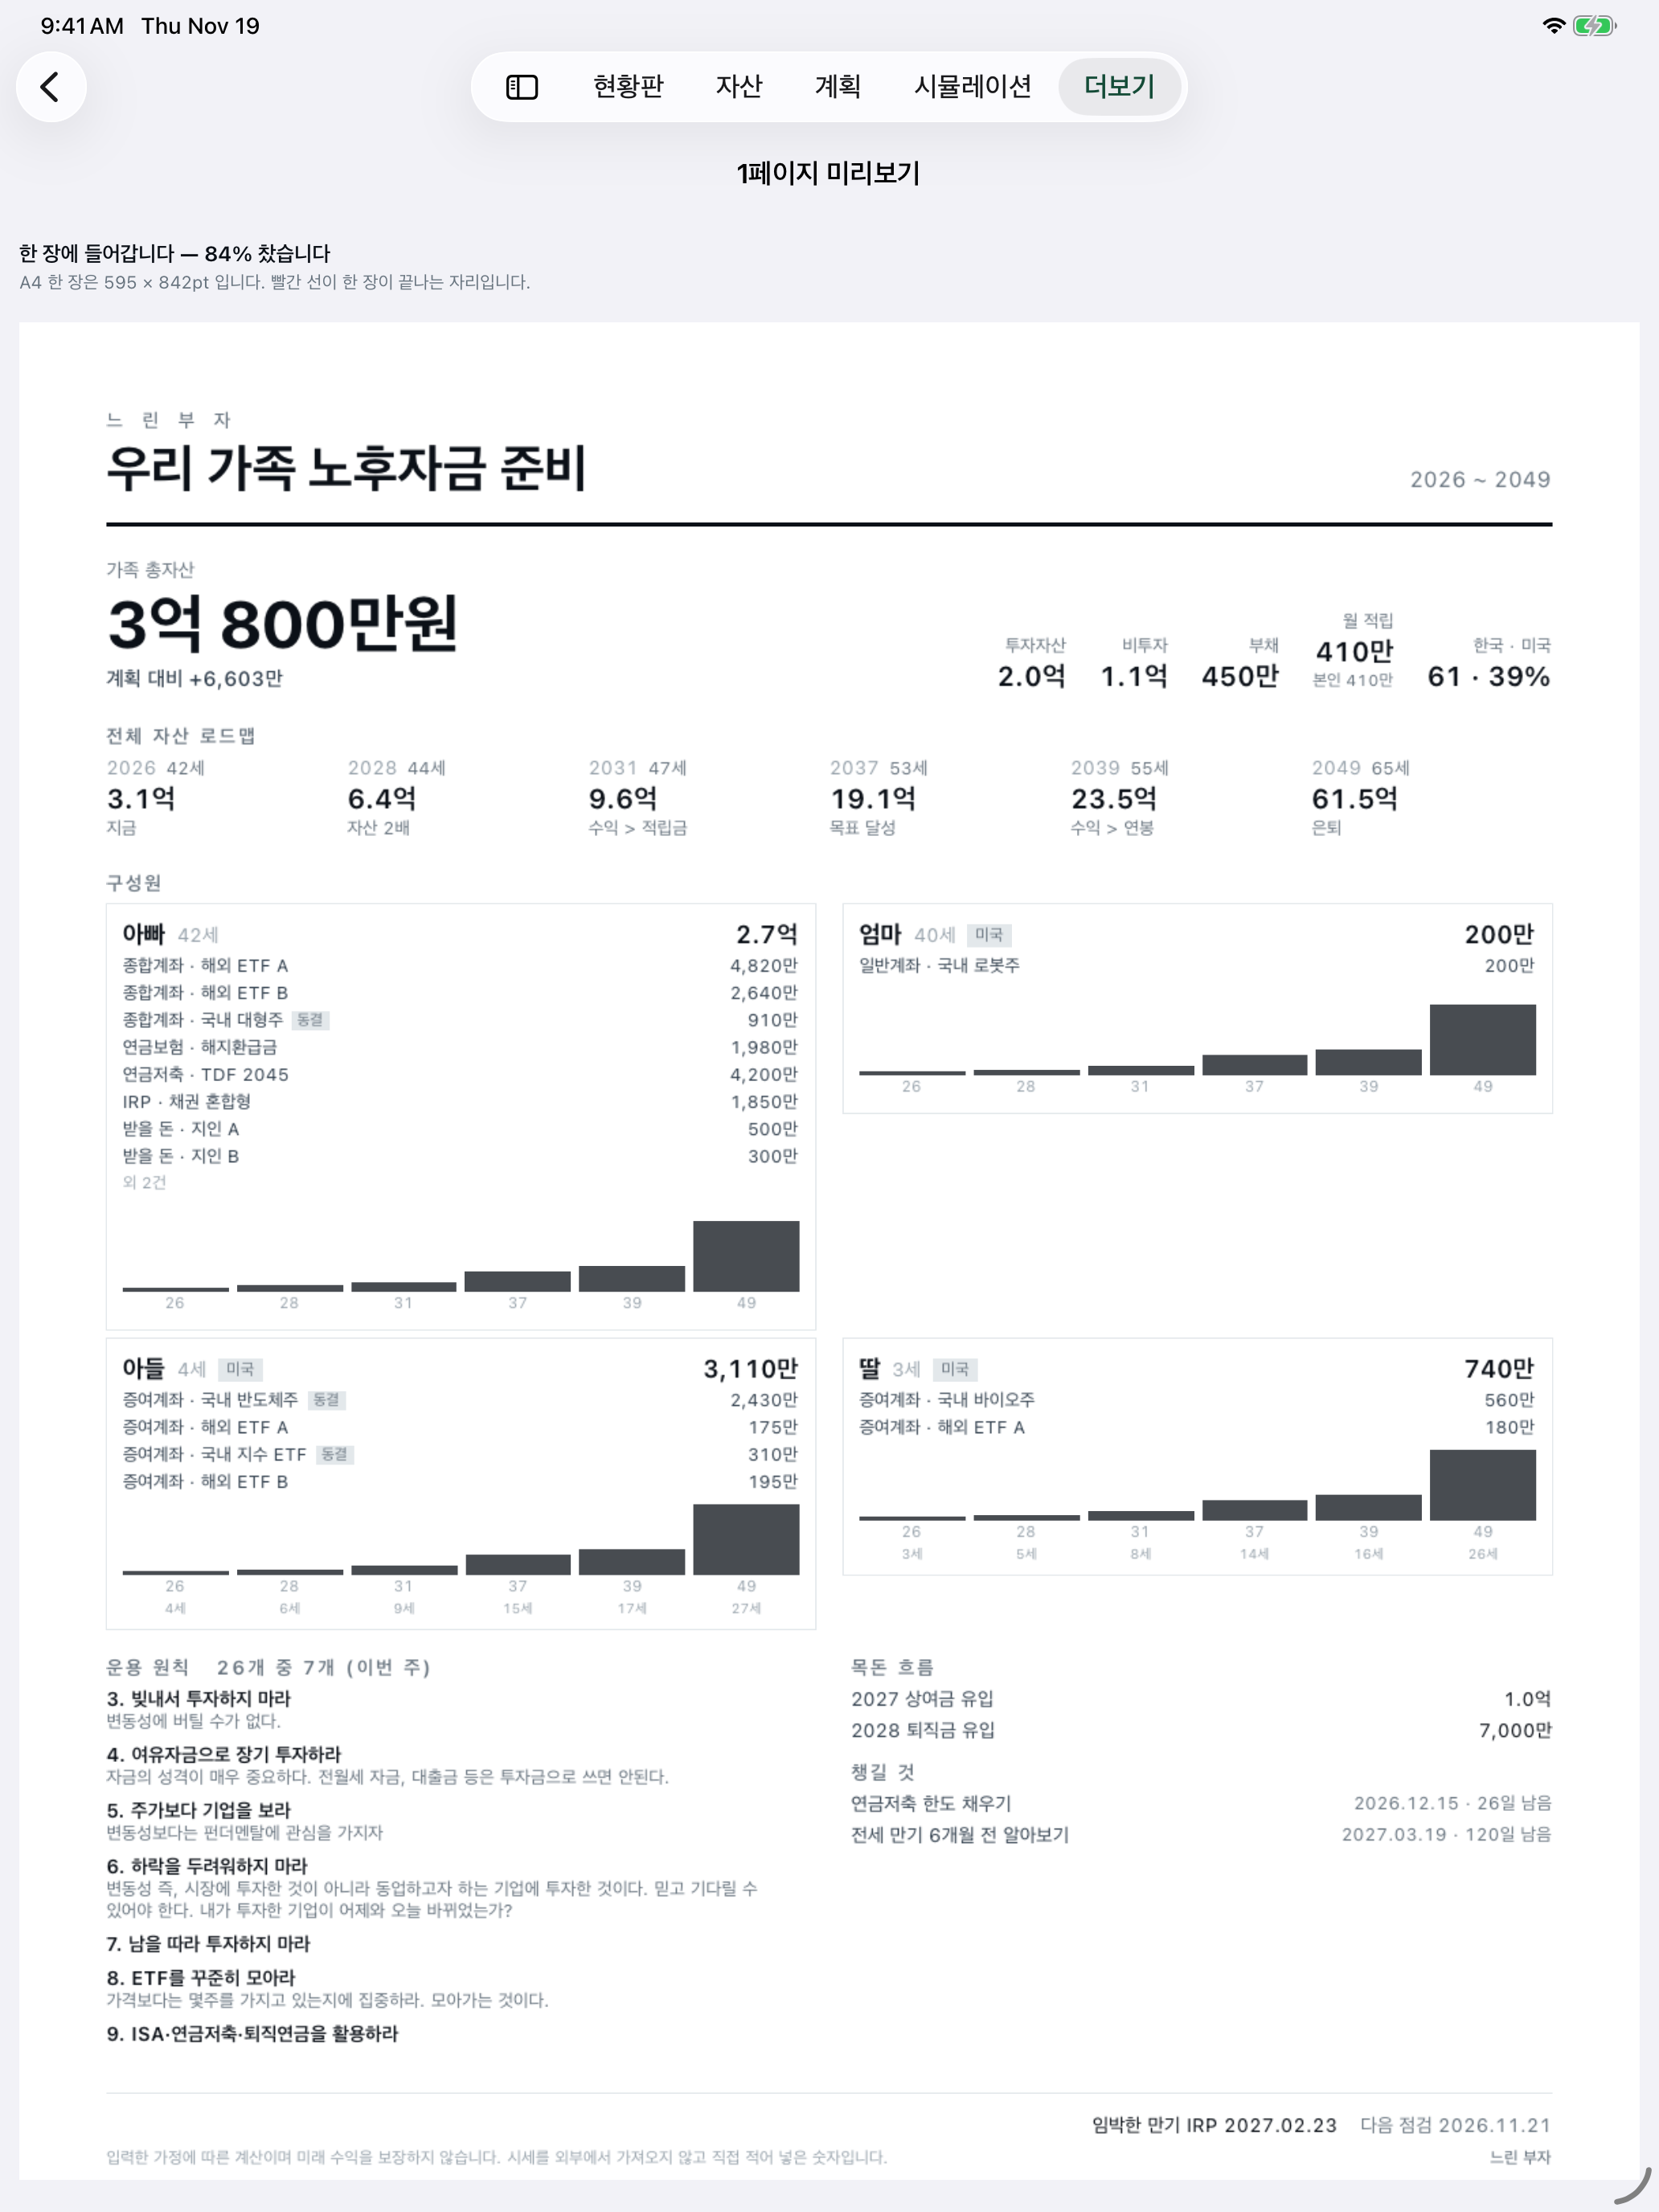 9:41 AM Thu Nov 19
현황판 자산 계획 시뮬레이션 더보기
1페이지 미리보기
한 장에 들어갑니다 — 84% 찼습니다
A4 한 장은 595 × 842pt 입니다. 빨간 선이 한 장이 끝나는 자리입니다.
느 린 부 자
우리 가족 노후자금 준비
2026 ~ 2049
가족 총자산
3억 800만원
계획 대비 +6,603만
투자자산
2.0억
비투자
1.1억
부채
450만
월 적립
410만
본인 410만
한국 · 미국
61 · 39%
전체 자산 로드맵
2026 42세
3.1억
지금
2028 44세
6.4억
자산 2배
2031 47세
9.6억
수익 > 적립금
2037 53세
19.1억
목표 달성
2039 55세
23.5억
수익 > 연봉
2049 65세
61.5억
은퇴
구성원
아빠 42세 2.7억
종합계좌 · 해외 ETF A 4,820만
종합계좌 · 해외 ETF B 2,640만
종합계좌 · 국내 대형주 동결 910만
연금보험 · 해지환급금 1,980만
연금저축 · TDF 2045 4,200만
IRP · 채권 혼합형 1,850만
받을 돈 · 지인 A 500만
받을 돈 · 지인 B 300만
외 2건
26 28 31 37 39 49
엄마 40세 미국 200만
일반계좌 · 국내 로봇주 200만
26 28 31 37 39 49
아들 4세 미국 3,110만
증여계좌 · 국내 반도체주 동결 2,430만
증여계좌 · 해외 ETF A 175만
증여계좌 · 국내 지수 ETF 동결 310만
증여계좌 · 해외 ETF B 195만
26 28 31 37 39 49
4세 6세 9세 15세 17세 27세
딸 3세 미국 740만
증여계좌 · 국내 바이오주 560만
증여계좌 · 해외 ETF A 180만
26 28 31 37 39 49
3세 5세 8세 14세 16세 26세
운용 원칙 26개 중 7개 (이번 주)
3. 빚내서 투자하지 마라
변동성에 버틸 수가 없다.
4. 여유자금으로 장기 투자하라
자금의 성격이 매우 중요하다. 전월세 자금, 대출금 등은 투자금으로 쓰면 안된다.
5. 주가보다 기업을 보라
변동성보다는 펀더멘탈에 관심을 가지자
6. 하락을 두려워하지 마라
변동성 즉, 시장에 투자한 것이 아니라 동업하고자 하는 기업에 투자한 것이다. 믿고 기다릴 수
있어야 한다. 내가 투자한 기업이 어제와 오늘 바뀌었는가?
7. 남을 따라 투자하지 마라
8. ETF를 꾸준히 모아라
가격보다는 몇주를 가지고 있는지에 집중하라. 모아가는 것이다.
9. ISA·연금저축·퇴직연금을 활용하라
목돈 흐름
2027 상여금 유입 1.0억
2028 퇴직금 유입 7,000만
챙길 것
연금저축 한도 채우기 2026.12.15 · 26일 남음
전세 만기 6개월 전 알아보기 2027.03.19 · 120일 남음
임박한 만기 IRP 2027.02.23 다음 점검 2026.11.21
입력한 가정에 따른 계산이며 미래 수익을 보장하지 않습니다. 시세를 외부에서 가져오지 않고 직접 적어 넣은 숫자입니다.
느린 부자